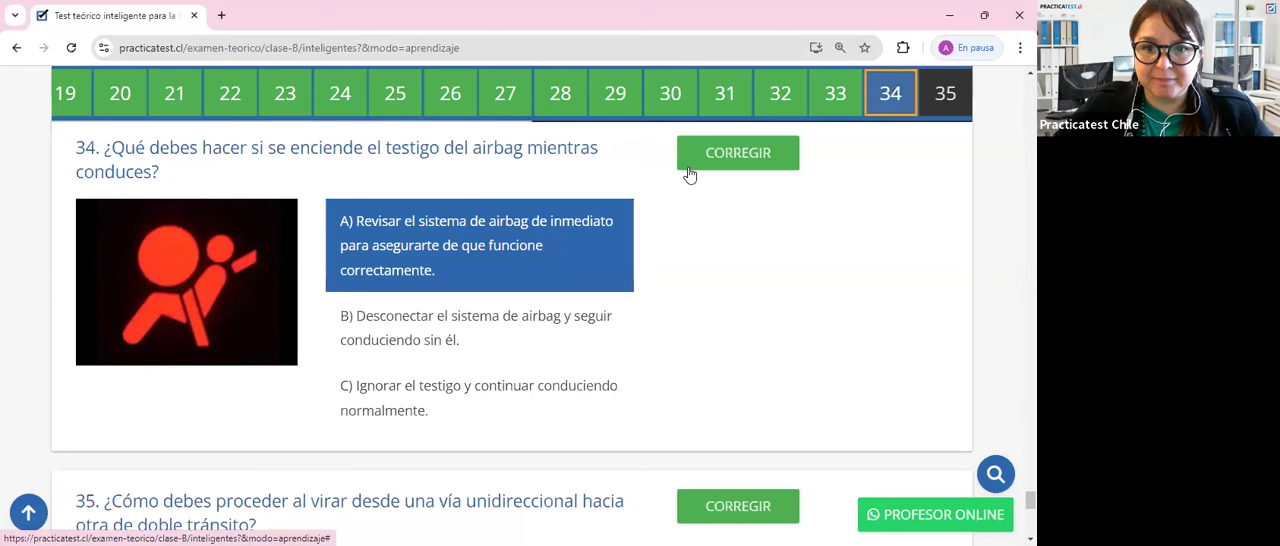 Test teórico inteligente para la
practicatest.cl/examen-teorico/clase-B/inteligentes?&modo=aprendizaje
A
En pausa
PRACTICATEST.cl
Practicatest Chile
19 20 21 22 23 24 25 26 27 28 29 30 31 32 33 34 35
34. ¿Qué debes hacer si se enciende el testigo del airbag mientras
conduces?
CORREGIR
A) Revisar el sistema de airbag de inmediato
para asegurarte de que funcione
correctamente.
B) Desconectar el sistema de airbag y seguir
conduciendo sin él.
C) Ignorar el testigo y continuar conduciendo
normalmente.
35. ¿Cómo debes proceder al virar desde una vía unidireccional hacia
otra de doble tránsito?
CORREGIR
PROFESOR ONLINE
https://practicatest.cl/examen-teorico/clase-B/inteligentes?&modo=aprendizaje#